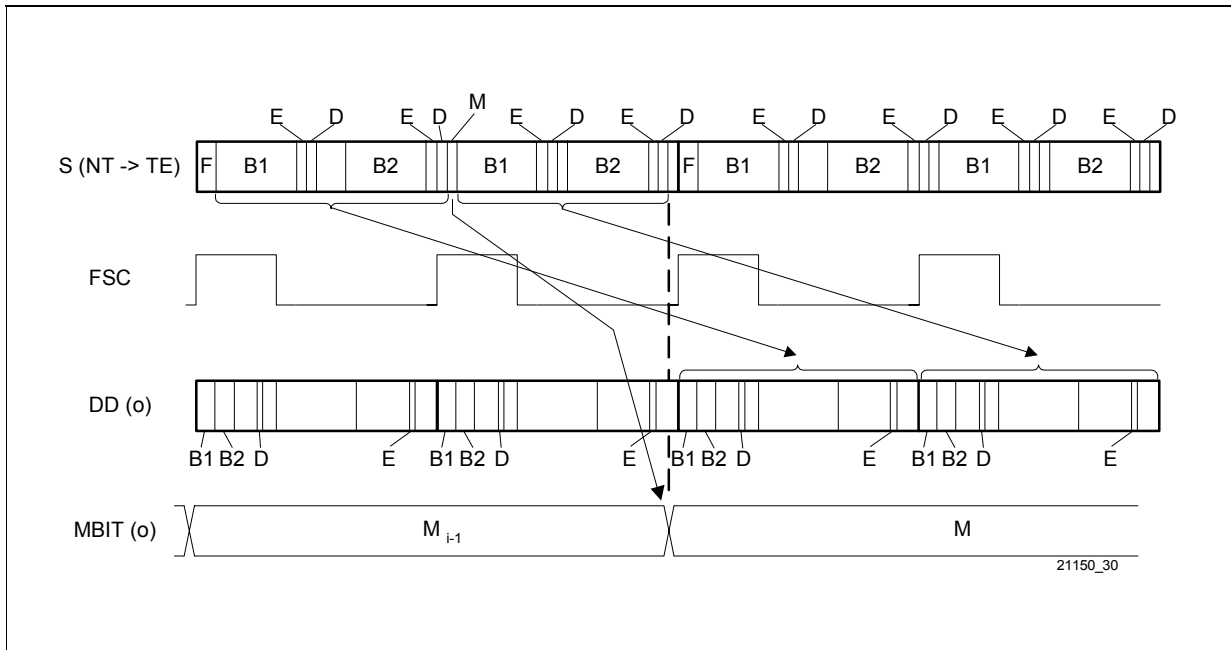 M
E D E D E D E D E D E D E D E D
S (NT -> TE) F B1 B2 B1 B2 F B1 B2 B1 B2
FSC
DD (o)
B1 B2 D E B1 B2 D E B1 B2 D E B1 B2 D E
MBIT (o) M i-1 M
21150_30